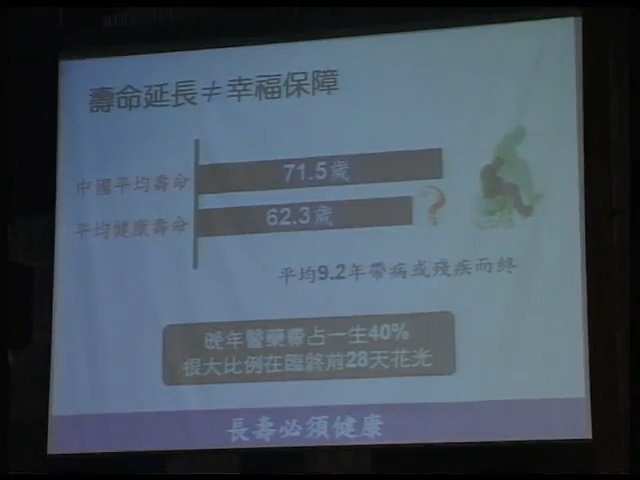 壽命延長≠幸福保障
中國平均壽命 71.5歲
平均健康壽命 62.3歲
平均9.2年帶病或殘疾而終
晚年醫藥費占一生40%
很大比例在臨終前28天花光
長壽必須健康